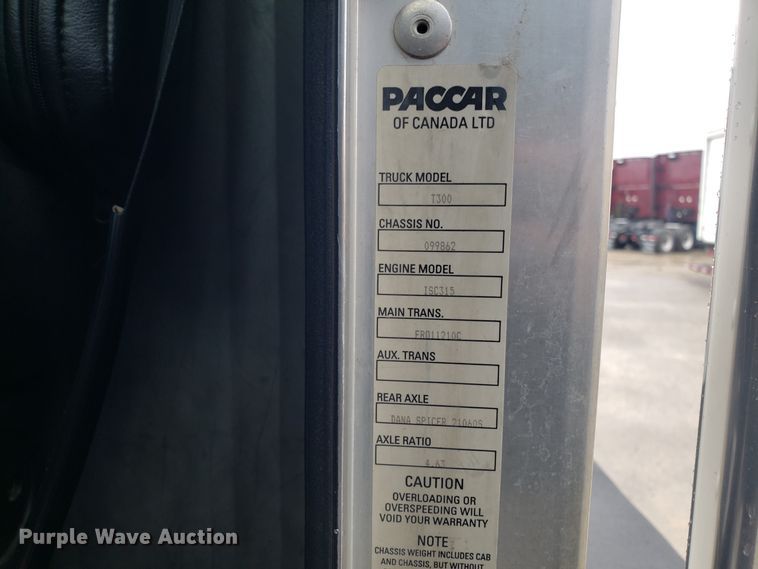 PACCAR
OF CANADA LTD
TRUCK MODEL
T300
CHASSIS NO.
099862
ENGINE MODEL
ISC315
MAIN TRANS.
FRO11210C
AUX. TRANS
REAR AXLE
DANA SPICER 21060S
AXLE RATIO
4.63
CAUTION
OVERLOADING OR
OVERSPEEDING WILL
VOID YOUR WARRANTY
NOTE
CHASSIS WEIGHT INCLUDES CAB
AND CHASSIS, BUT WITHOUT
Purple Wave Auction